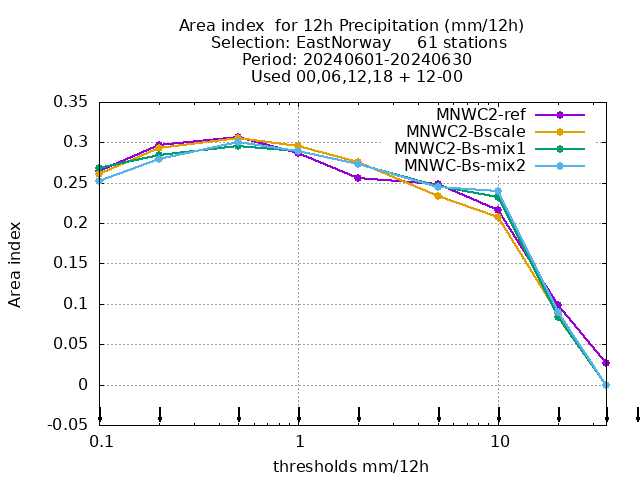 Area index  for 12h Precipitation (mm/12h)
Selection: EastNorway     61 stations
Period: 20240601-20240630
Used 00,06,12,18 + 12-00
MNWC2-ref
MNWC2-Bscale
MNWC2-Bs-mix1
MNWC-Bs-mix2
0.35
0.3
0.25
0.2
0.15
0.1
0.05
0
-0.05
Area index
0.1 1 10
thresholds mm/12h